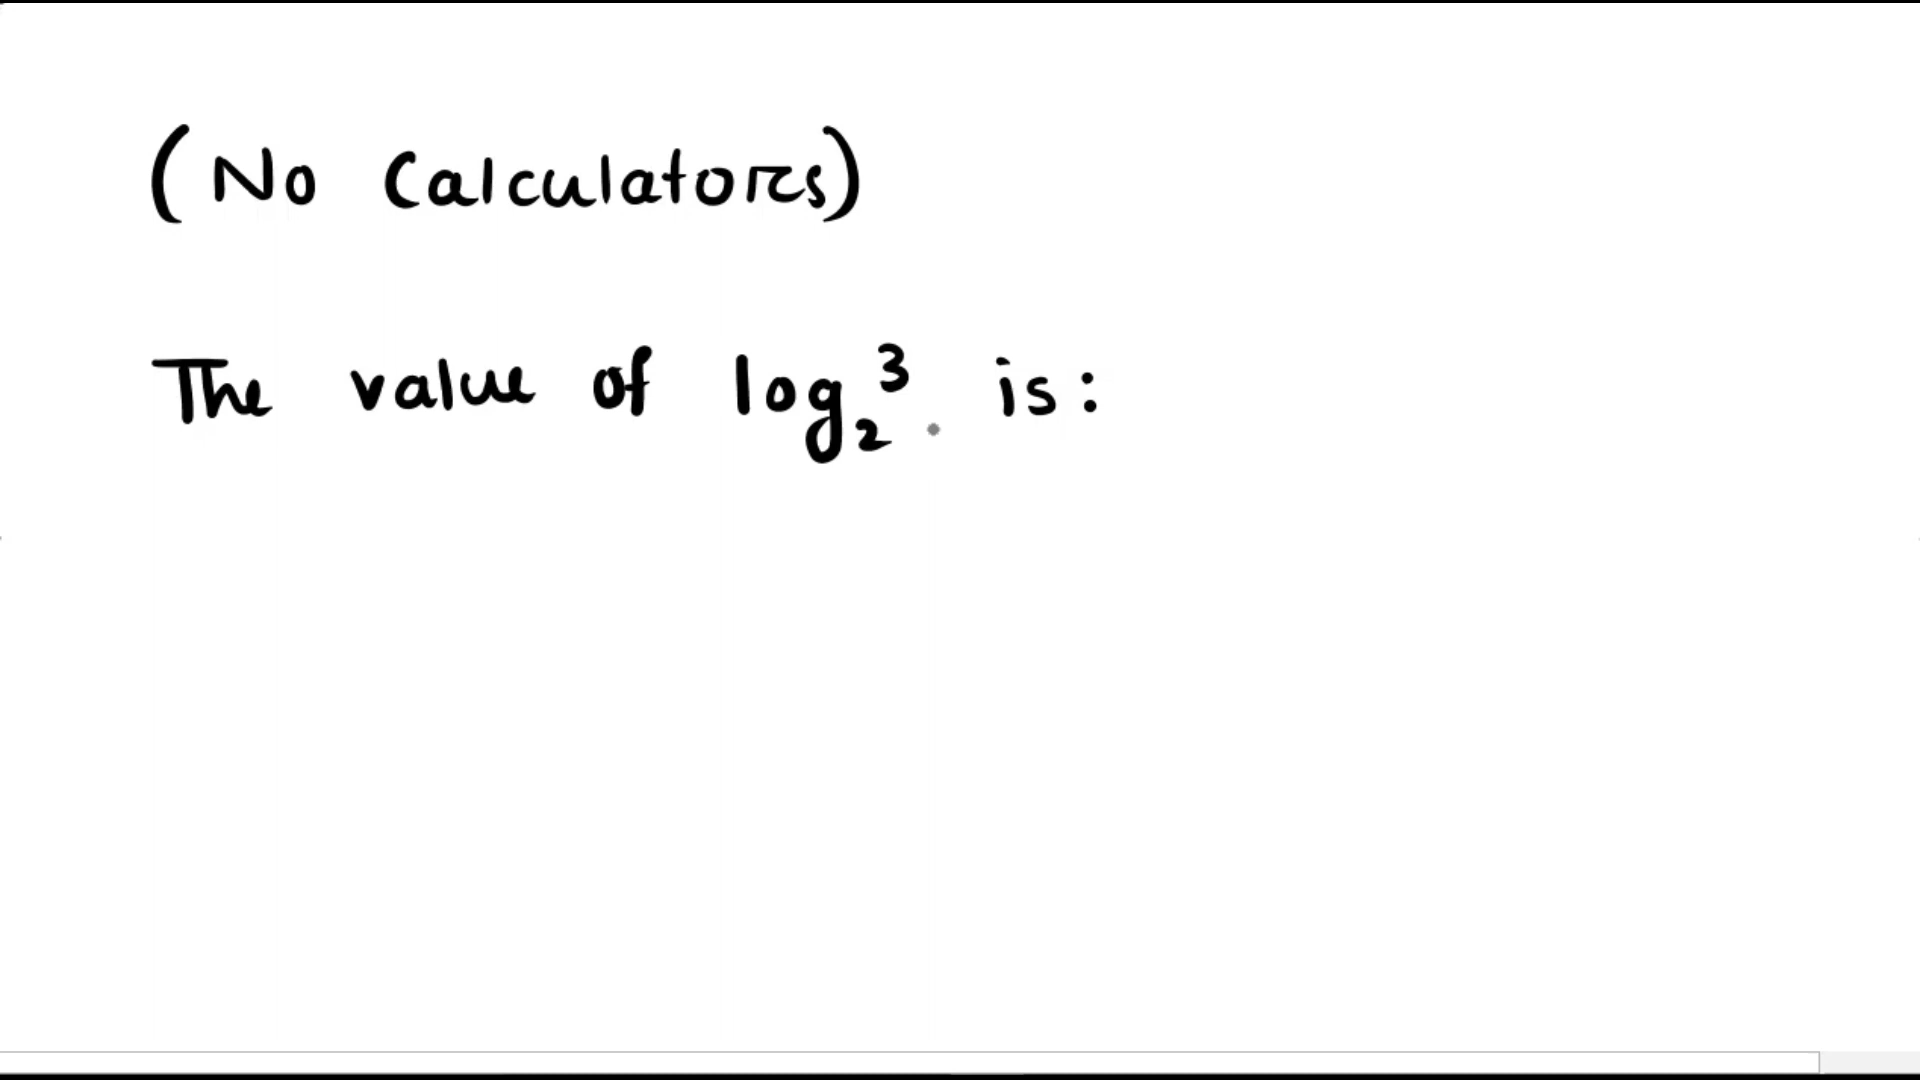 (No Calculators)
The value of log₂³ is: